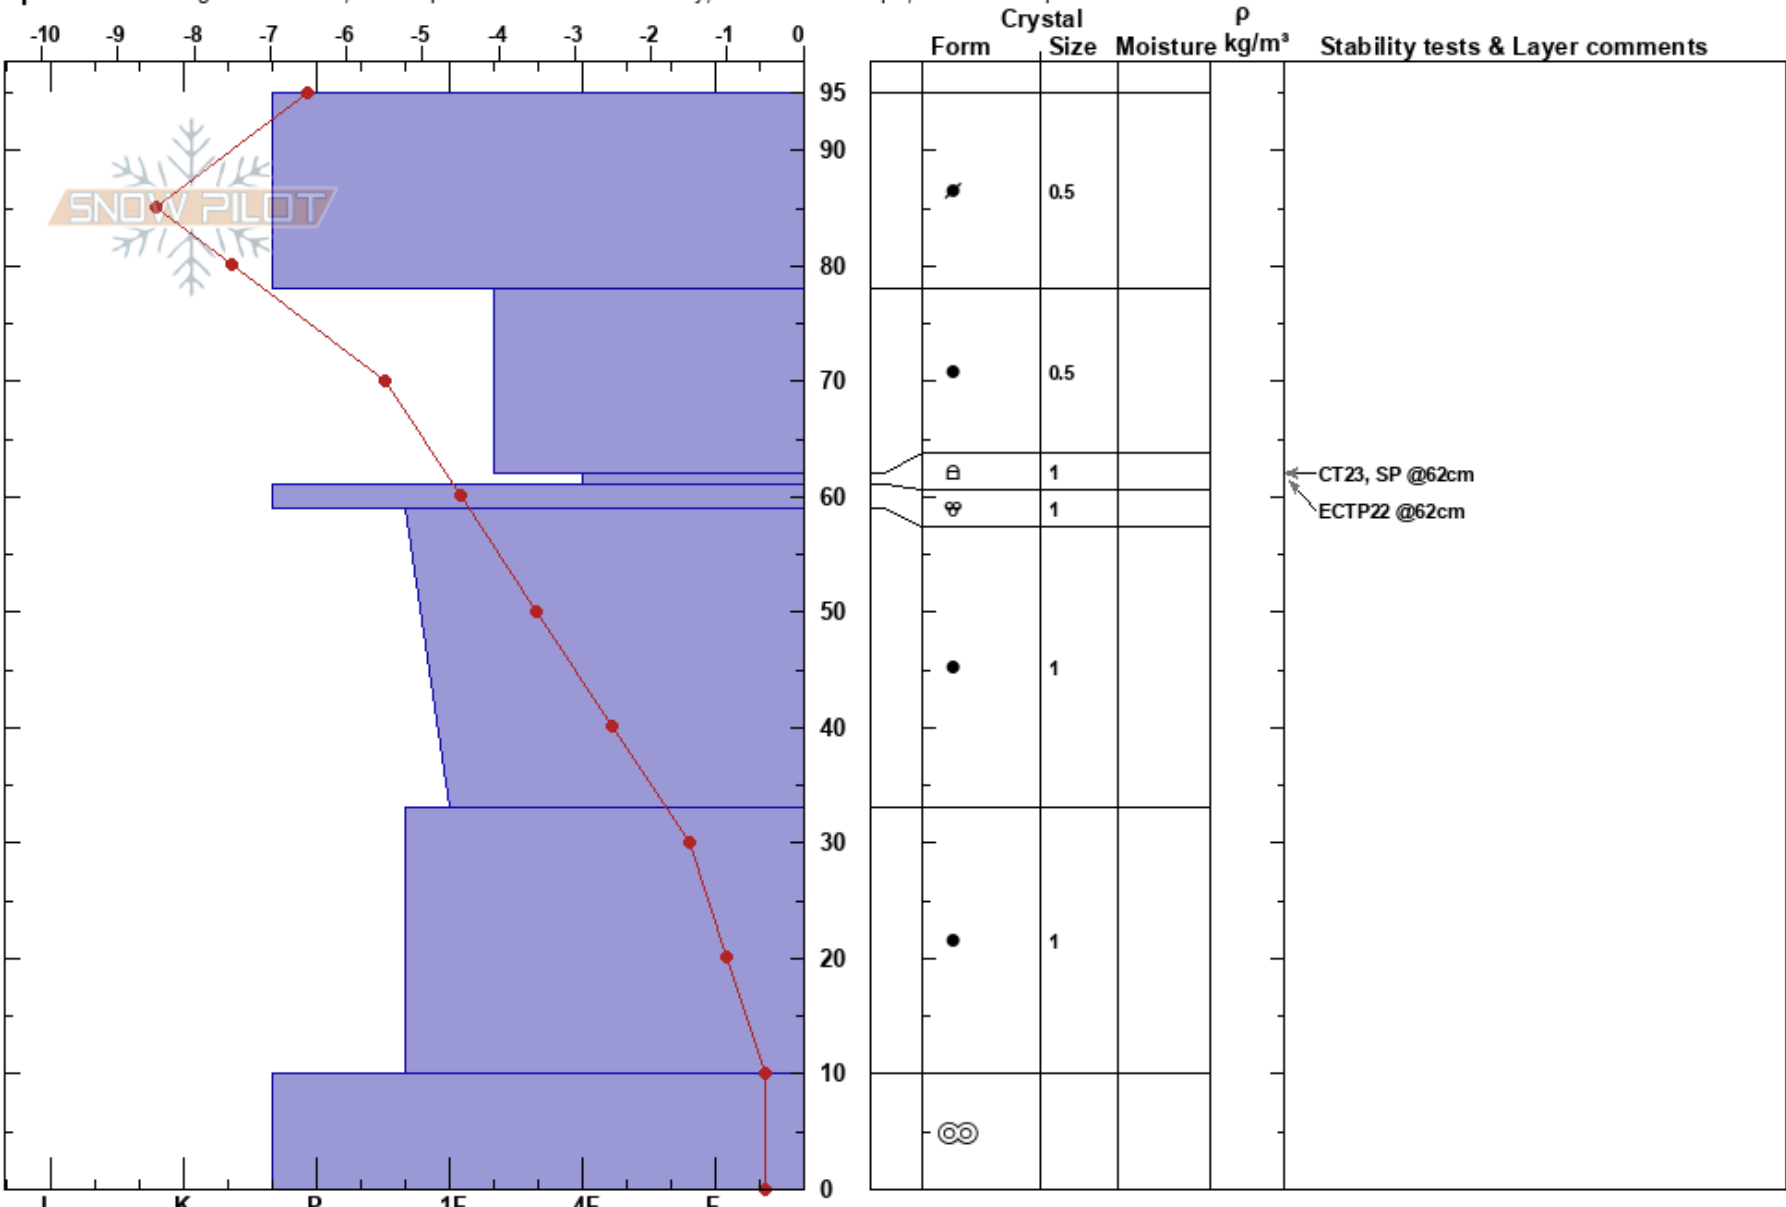 Crystal
ρ
-10 -9 -8 -7 -6 -5 -4 -3 -2 -1 0
Form Size Moisture kg/m³ Stability tests & Layer comments
95
90
0.5
SNOW PILOT
80
70
0.5
1
CT23, SP @62cm
60
1
ECTP22 @62cm
50
1
40
30
20
1
10
0
K P 1F 4F F